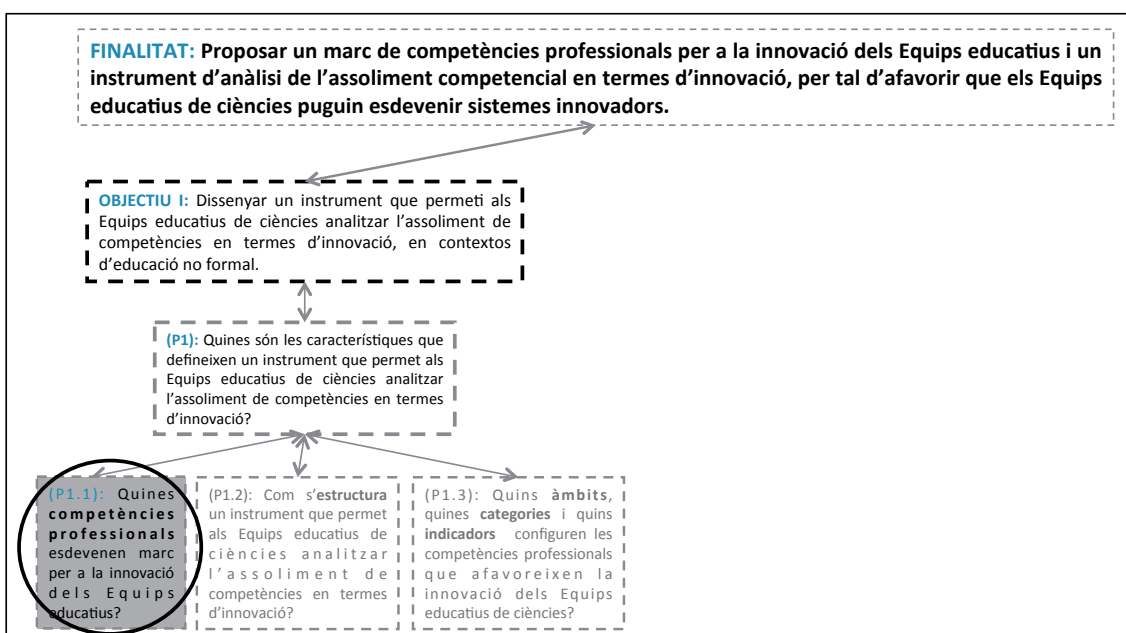 FINALITAT: Proposar un marc de competències professionals per a la innovació dels Equips educatius i un
instrument d'anàlisi de l'assoliment competencial en termes d'innovació, per tal d'afavorir que els Equips
educatius de ciències puguin esdevenir sistemes innovadors.
OBJECTIU I: Dissenyar un instrument que permeti als
Equips educatius de ciències analitzar l'assoliment de
competències en termes d'innovació, en contextos
d'educació no formal.
(P1): Quines són les característiques que
defineixen un instrument que permet als
Equips educatius de ciències analitzar
l'assoliment de competències en termes
d'innovació?
(P1.1): Quines
competències
professionals
esdevenen marc
per a la innovació
dels Equips
educatius?
(P1.2): Com s'estructura
un instrument que permet
als Equips educatius de
ciències analitzar
l'assoliment de
competències en termes
d'innovació?
(P1.3): Quins àmbits,
quines categories i quins
indicadors configuren les
competències professionals
que afavoreixen la
innovació dels Equips
educatius de ciències?